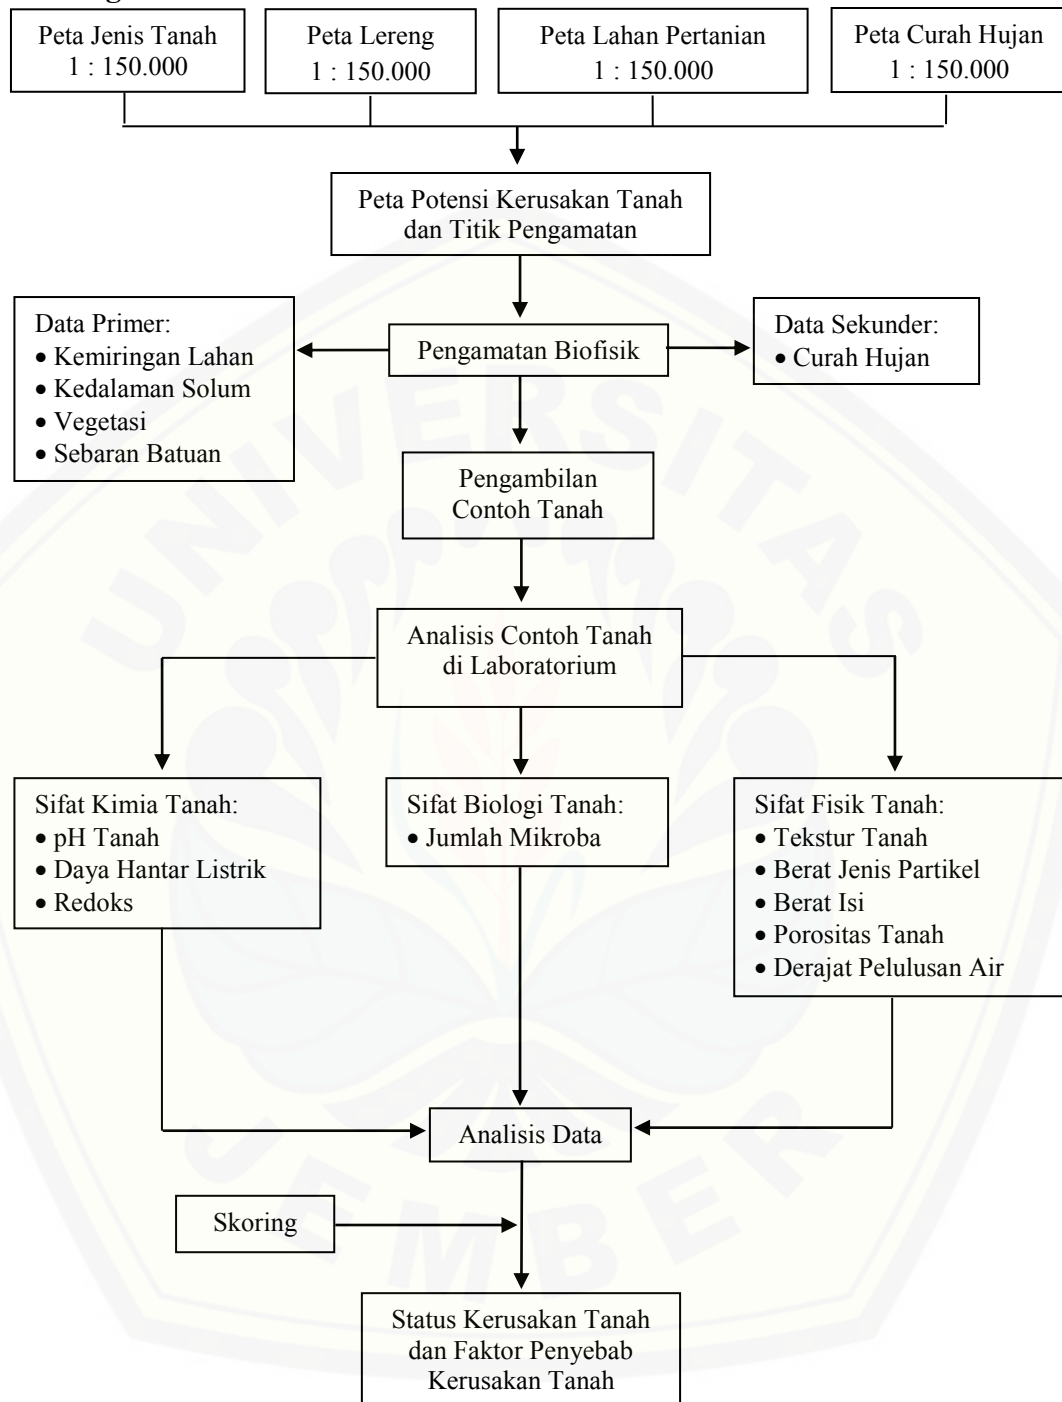 Peta Jenis Tanah
1 : 150.000
Peta Lereng
1 : 150.000
Peta Lahan Pertanian
1 : 150.000
Peta Curah Hujan
1 : 150.000
Peta Potensi Kerusakan Tanah
dan Titik Pengamatan
Data Primer:
• Kemiringan Lahan
• Kedalaman Solum
• Vegetasi
• Sebaran Batuan
Pengamatan Biofisik
Data Sekunder:
• Curah Hujan
Pengambilan
Contoh Tanah
Analisis Contoh Tanah
di Laboratorium
Sifat Kimia Tanah:
• pH Tanah
• Daya Hantar Listrik
• Redoks
Sifat Biologi Tanah:
• Jumlah Mikroba
Sifat Fisik Tanah:
• Tekstur Tanah
• Berat Jenis Partikel
• Berat Isi
• Porositas Tanah
• Derajat Pelulusan Air
Analisis Data
Skoring
Status Kerusakan Tanah
dan Faktor Penyebab
Kerusakan Tanah
UNIVERSITAS
JEMBER